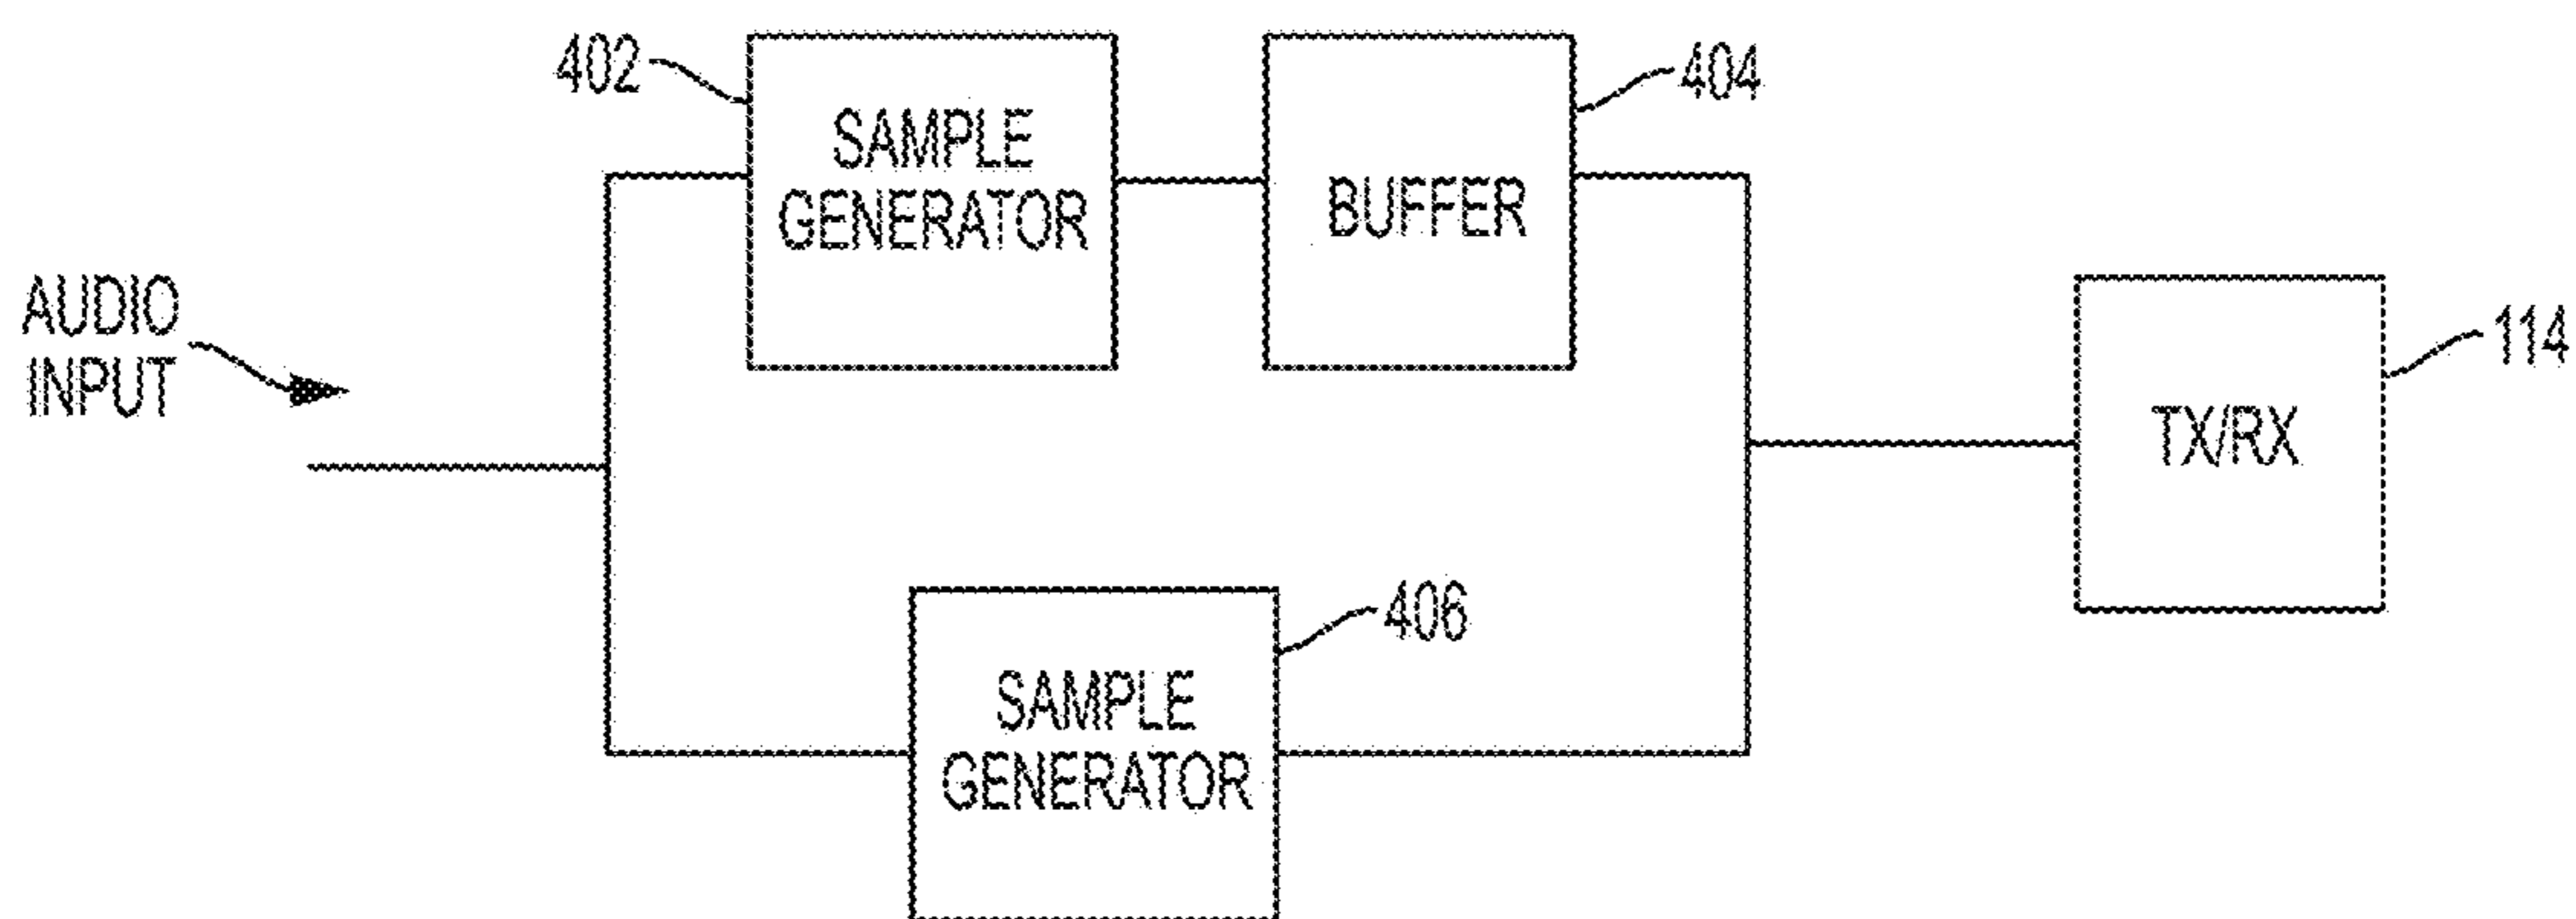 402
SAMPLE
GENERATOR
404
BUFFER
AUDIO
INPUT
114
TX/RX
406
SAMPLE
GENERATOR